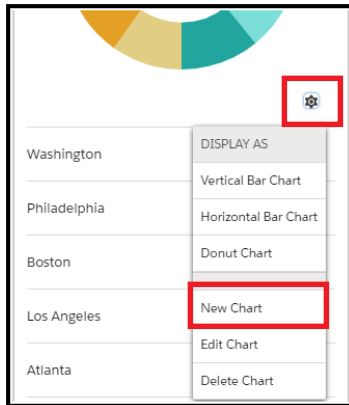 DISPLAY AS
Washington
Vertical Bar Chart
Philadelphia
Horizontal Bar Chart
Donut Chart
Boston
New Chart
Los Angeles
Edit Chart
Atlanta
Delete Chart